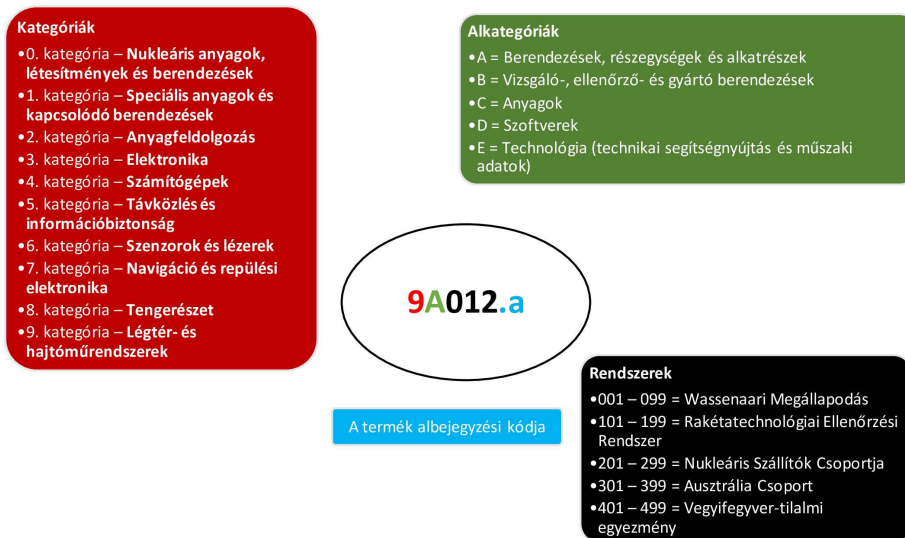 Kategóriák
•0. kategória – Nukleáris anyagok,
létesítmények és berendezések
•1. kategória – Speciális anyagok és
kapcsolódó berendezések
•2. kategória – Anyagfeldolgozás
•3. kategória – Elektronika
•4. kategória – Számítógépek
•5. kategória – Távközlés és
információbiztonság
•6. kategória – Szenzorok és lézerek
•7. kategória – Navigáció és repülési
elektronika
•8. kategória – Tengerészet
•9. kategória – Légtér- és
hajtóműrendszerek
Alkategóriák
•A = Berendezések, részegységek és alkatrészek
•B = Vizsgáló-, ellenőrző- és gyártó berendezések
•C = Anyagok
•D = Szoftverek
•E = Technológia (technikai segítségnyújtás és műszaki
adatok)
9A012.a
A termék albejegyzési kódja
Rendszerek
•001 – 099 = Wassenaari Megállapodás
•101 – 199 = Rakétatechnológiai Ellenőrzési
Rendszer
•201 – 299 = Nukleáris Szállítók Csoportja
•301 – 399 = Ausztrália Csoport
•401 – 499 = Vegyifegyver-tilalmi
egyezmény